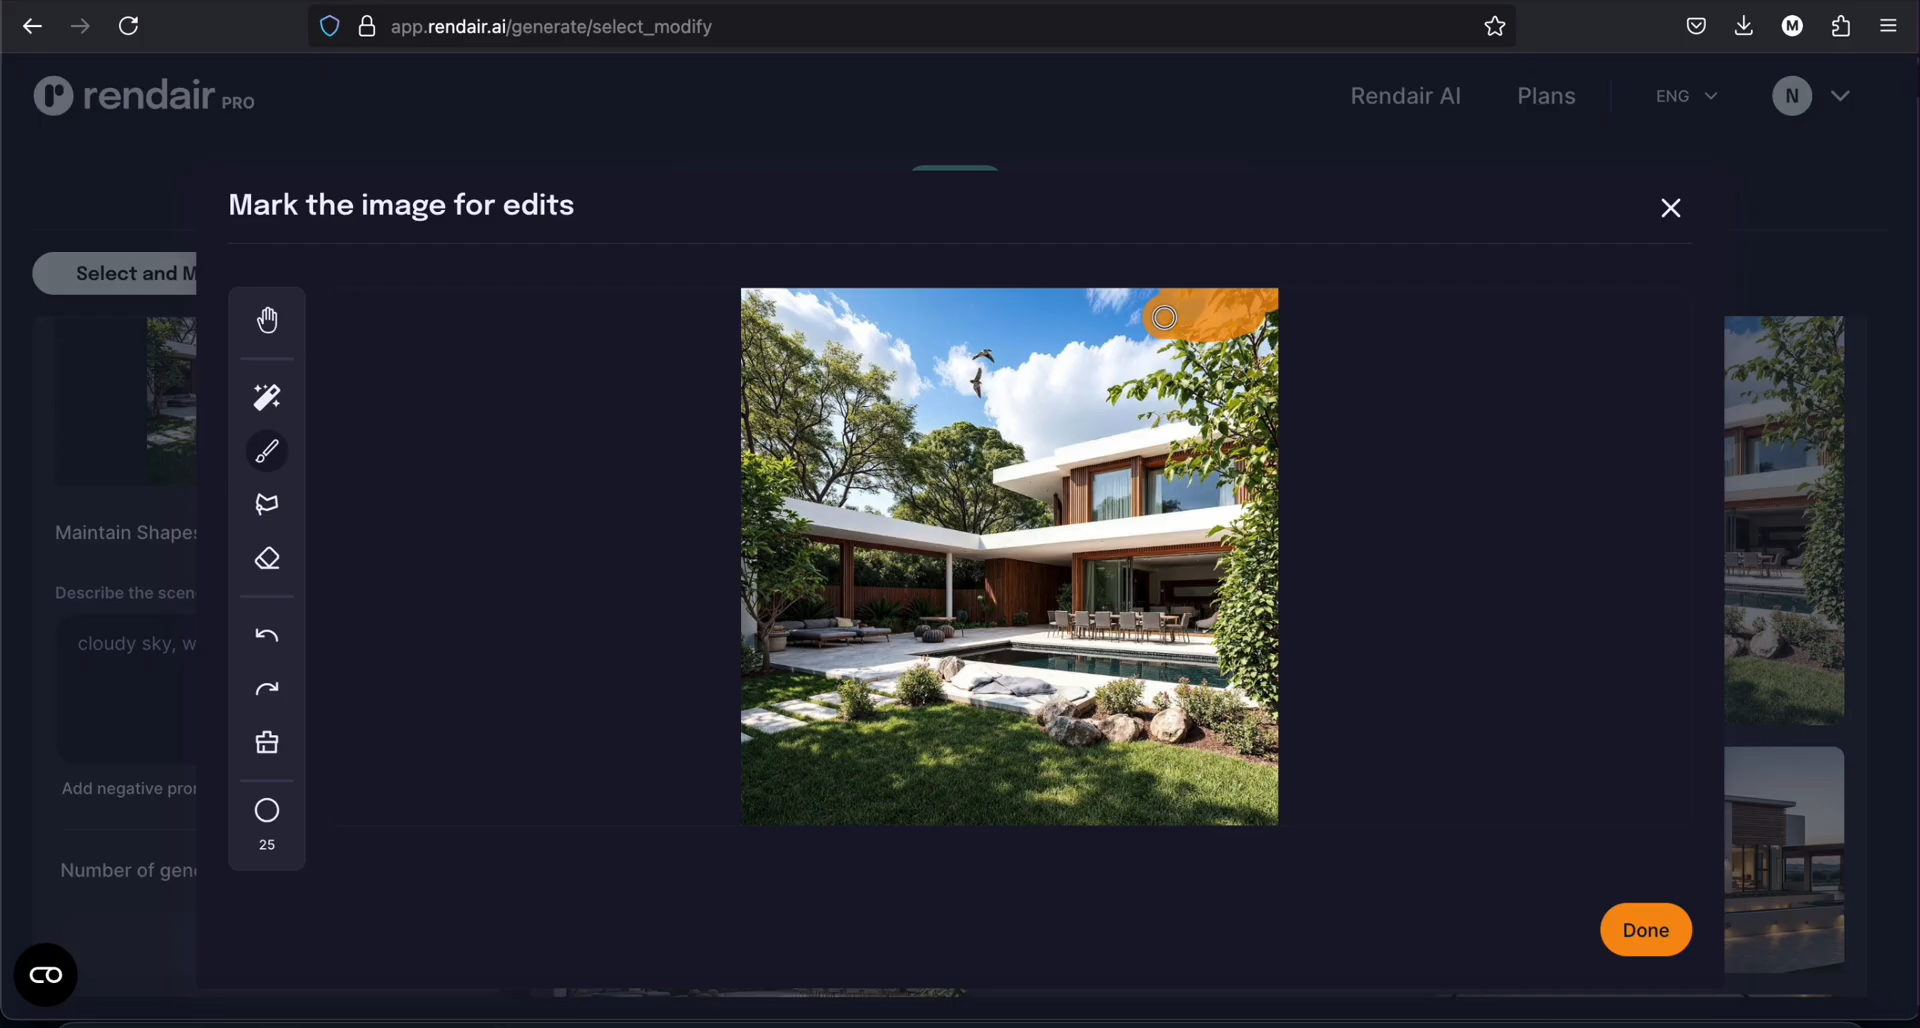 app.rendair.ai/generate/select_modify
M
rendair PRO
Rendair AI
Plans
ENG
N
Mark the image for edits
Select and M
Maintain Shapes
Describe the scen
cloudy sky, w
Add negative pro
Number of gen
25
Done